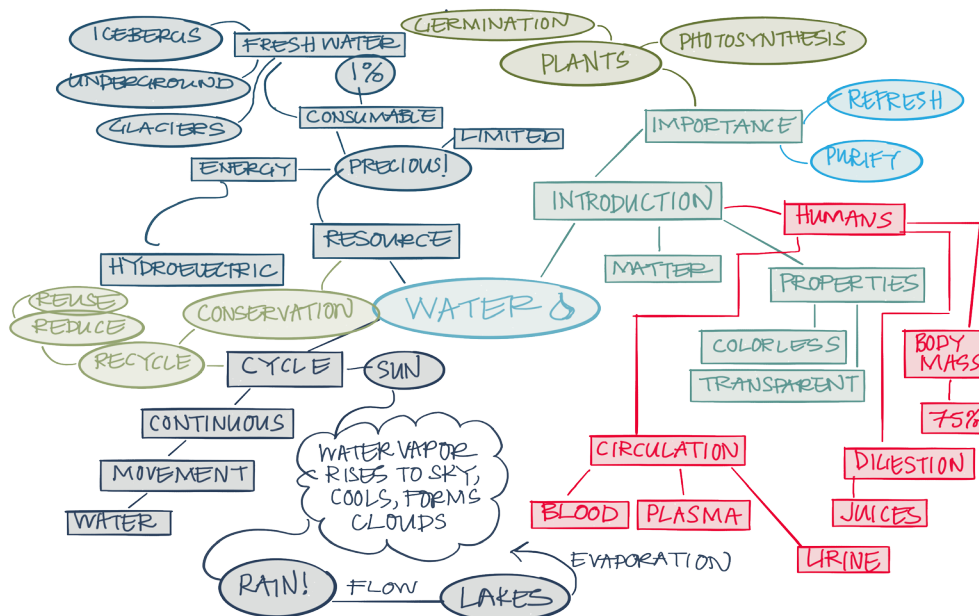 ICEBERGS
FRESH WATER
GERMINATION
PHOTOSYNTHESIS
PLANTS
UNDERGROUND
1%
REFRESH
GLACIERS
CONSUMABLE
IMPORTANCE
LIMITED
PURIFY
ENERGY
PRECIOUS!
INTRODUCTION
HUMANS
RESOURCE
HYDROELECTRIC
MATTER
PROPERTIES
REUSE
REDUCE
CONSERVATION
WATER
RECYCLE
CYCLE
SUN
COLORLESS
BODY
MASS
TRANSPARENT
75%
CONTINUOUS
WATER VAPOR
RISES TO SKY,
COOLS, FORMS
CLOUDS
CIRCULATION
DIGESTION
MOVEMENT
WATER
BLOOD
PLASMA
JUICES
URINE
EVAPORATION
RAIN!
FLOW
LAKES